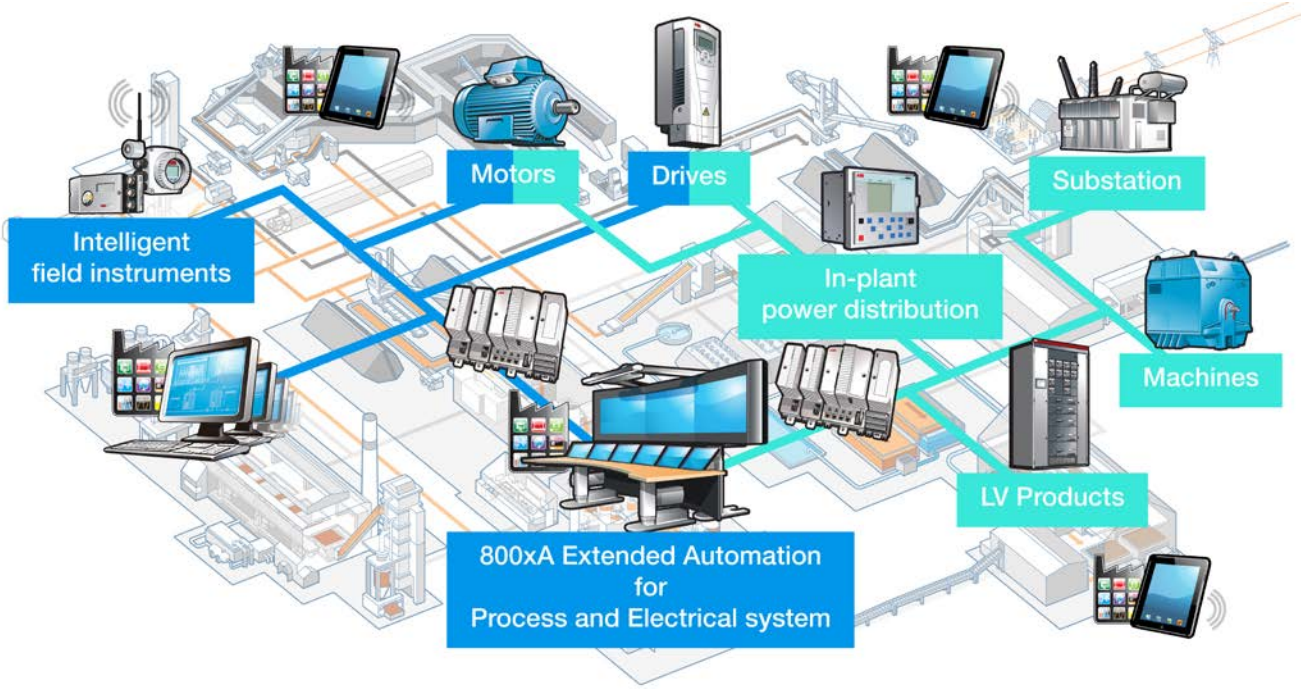 Motors
Drives
Substation
Intelligent
field instruments
In-plant
power distribution
Machines
LV Products
800xA Extended Automation
for
Process and Electrical system